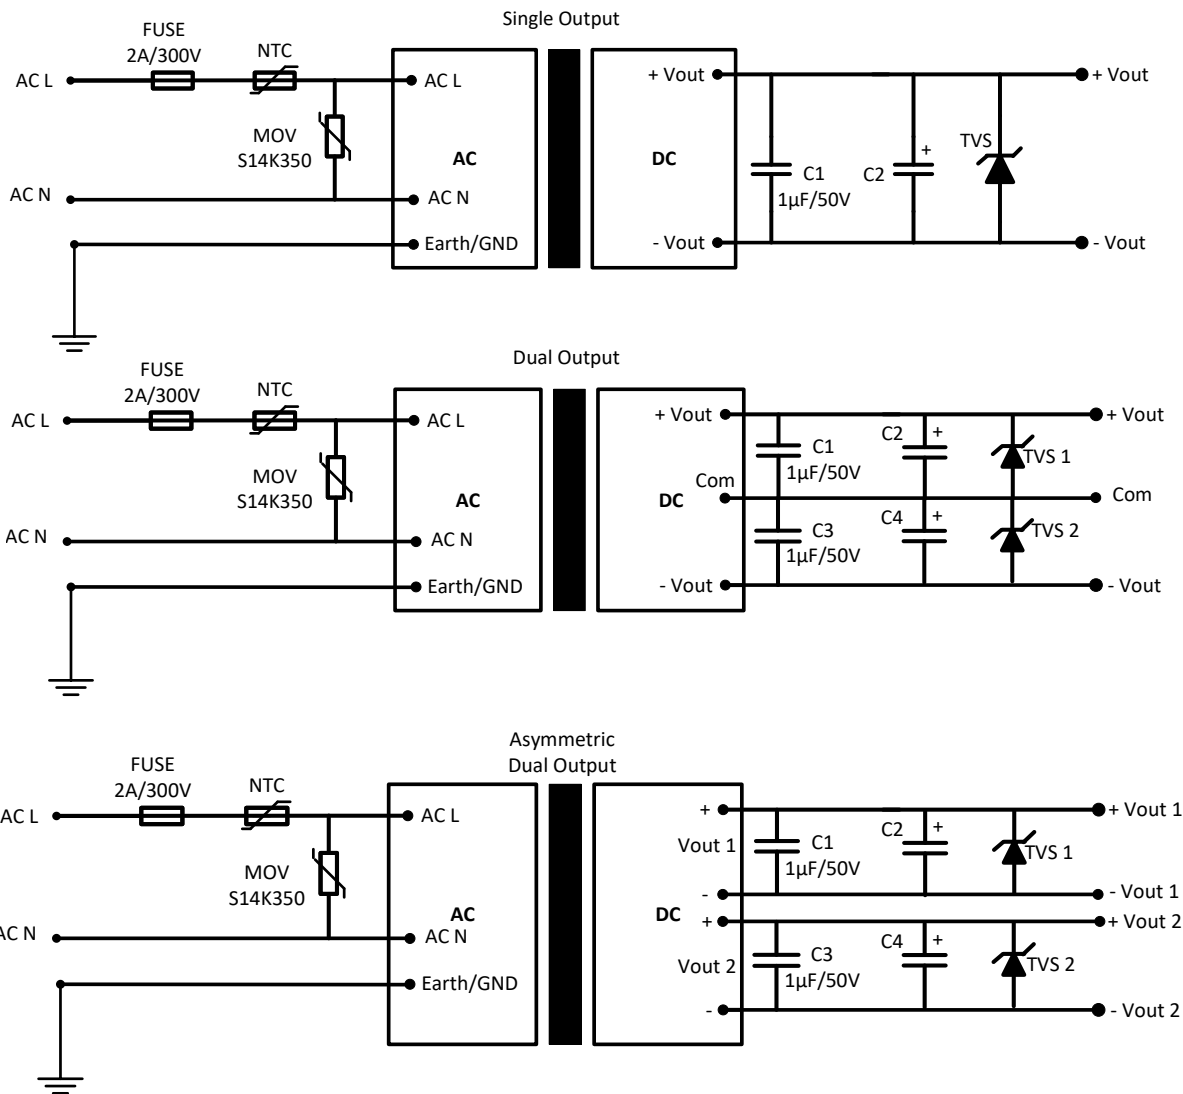 Single Output
FUSE
2A/300V
NTC
AC L
AC L
MOV
S14K350
AC
AC N
AC N
Earth/GND
+ Vout
+ Vout
DC
C1
1µF/50V
C2
+
TVS
- Vout
- Vout
Dual Output
FUSE
2A/300V
NTC
AC L
AC L
MOV
S14K350
AC
AC N
AC N
Earth/GND
+ Vout
+ Vout
C1
1µF/50V
C2
+
TVS 1
Com
Com
DC
C3
1µF/50V
C4
+
TVS 2
- Vout
- Vout
Asymmetric
Dual Output
FUSE
2A/300V
NTC
AC L
AC L
MOV
S14K350
AC
AC N
AC N
Earth/GND
+
+ Vout 1
Vout 1
C1
1µF/50V
C2
+
TVS 1
-
- Vout 1
DC
+
+ Vout 2
Vout 2
C3
1µF/50V
C4
+
TVS 2
-
- Vout 2